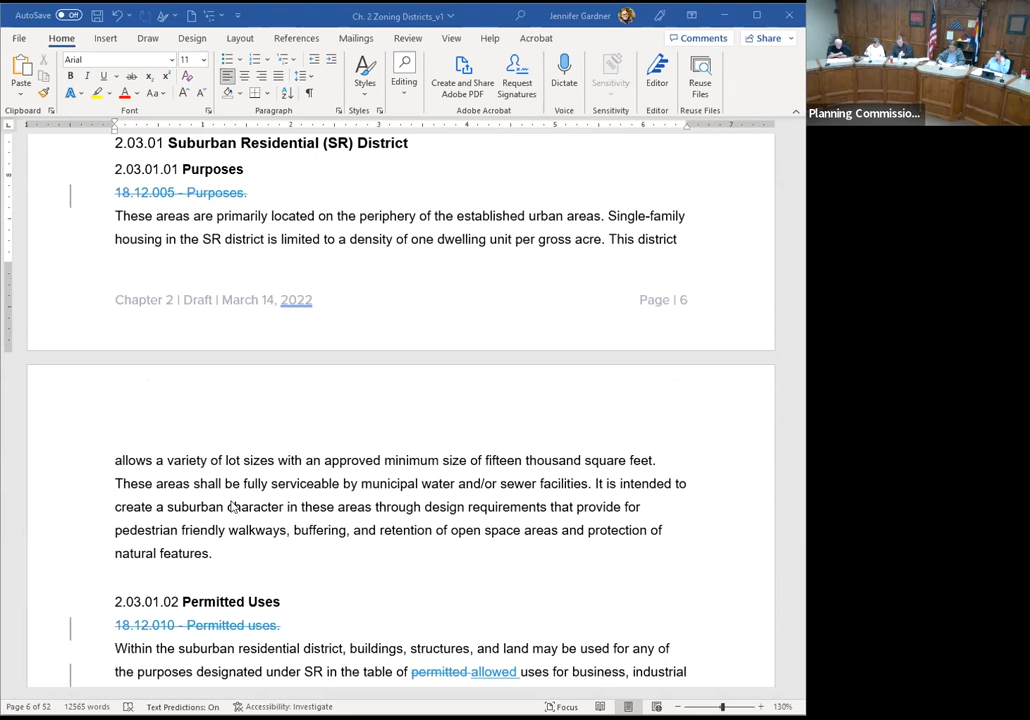 AutoSave Off
Ch. 2 Zoning Districts_v1
Jennifer Gardner
File Home Insert Draw Design Layout References Mailings Review View Help Acrobat
Comments Share
Arial 11
Paste
Styles
Editing
Create and Share
Adobe PDF
Request
Signatures
Dictate
Sensitivity
Editor
Reuse
Files
Clipboard Font Paragraph Styles Adobe Acrobat Voice Sensitivity Editor Reuse Files
Planning Commissio...
1 1 2 3 4 5 6 7
2.03.01 Suburban Residential (SR) District
2.03.01.01 Purposes
18.12.005 - Purposes.
These areas are primarily located on the periphery of the established urban areas. Single-family
housing in the SR district is limited to a density of one dwelling unit per gross acre. This district
Chapter 2 | Draft | March 14, 2022
Page | 6
allows a variety of lot sizes with an approved minimum size of fifteen thousand square feet.
These areas shall be fully serviceable by municipal water and/or sewer facilities. It is intended to
create a suburban character in these areas through design requirements that provide for
pedestrian friendly walkways, buffering, and retention of open space areas and protection of
natural features.
2.03.01.02 Permitted Uses
18.12.010 - Permitted uses.
Within the suburban residential district, buildings, structures, and land may be used for any of
the purposes designated under SR in the table of permitted allowed uses for business, industrial
Page 6 of 52 12565 words Text Predictions: On Accessibility: Investigate Focus 130%